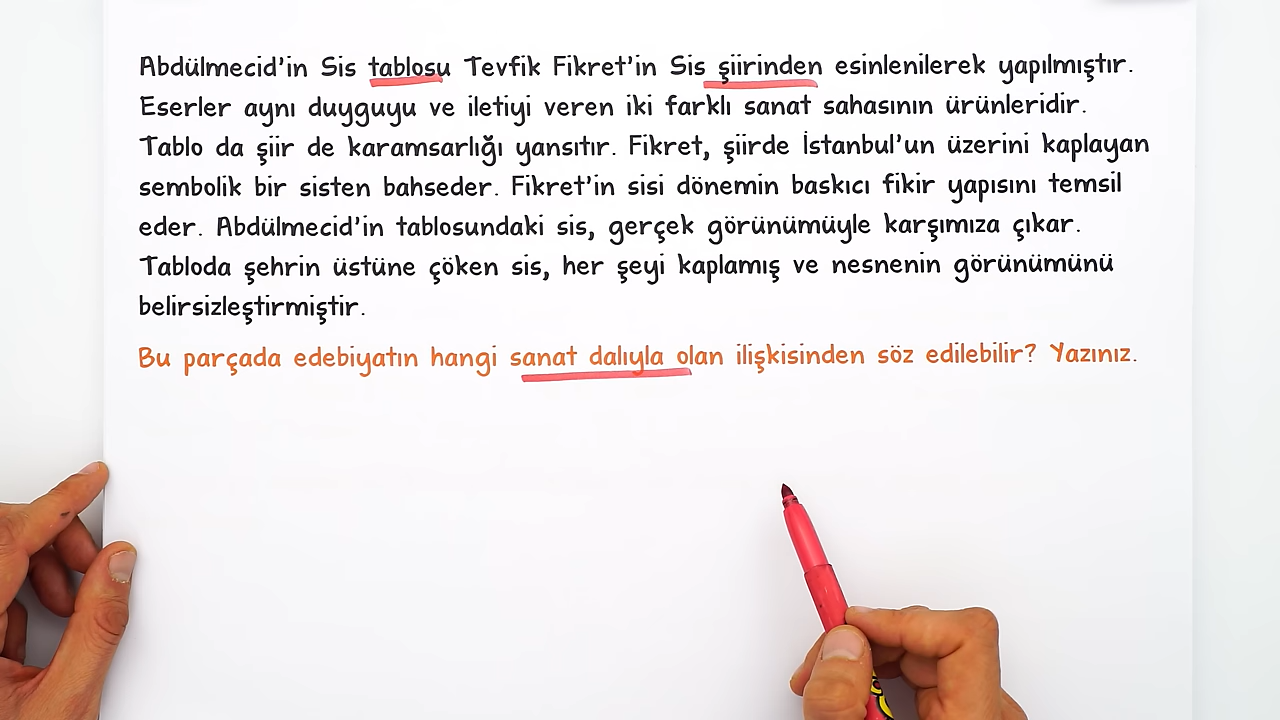 Abdülmecid'in Sis tablosu Tevfik Fikret'in Sis şiirinden esinlenilerek yapılmıştır.
Eserler aynı duyguyu ve iletiyi veren iki farklı sanat sahasının ürünleridir.
Tablo da şiir de karamsarlığı yansıtır. Fikret, şiirde İstanbul'un üzerini kaplayan
sembolik bir sisten bahseder. Fikret'in sisi dönemin baskıcı fikir yapısını temsil
eder. Abdülmecid'in tablosundaki sis, gerçek görünümüyle karşımıza çıkar.
Tabloda şehrin üstüne çöken sis, her şeyi kaplamış ve nesnenin görünümünü
belirsizleştirmiştir.
Bu parçada edebiyatın hangi sanat dalıyla olan ilişkisinden söz edilebilir? Yazınız.